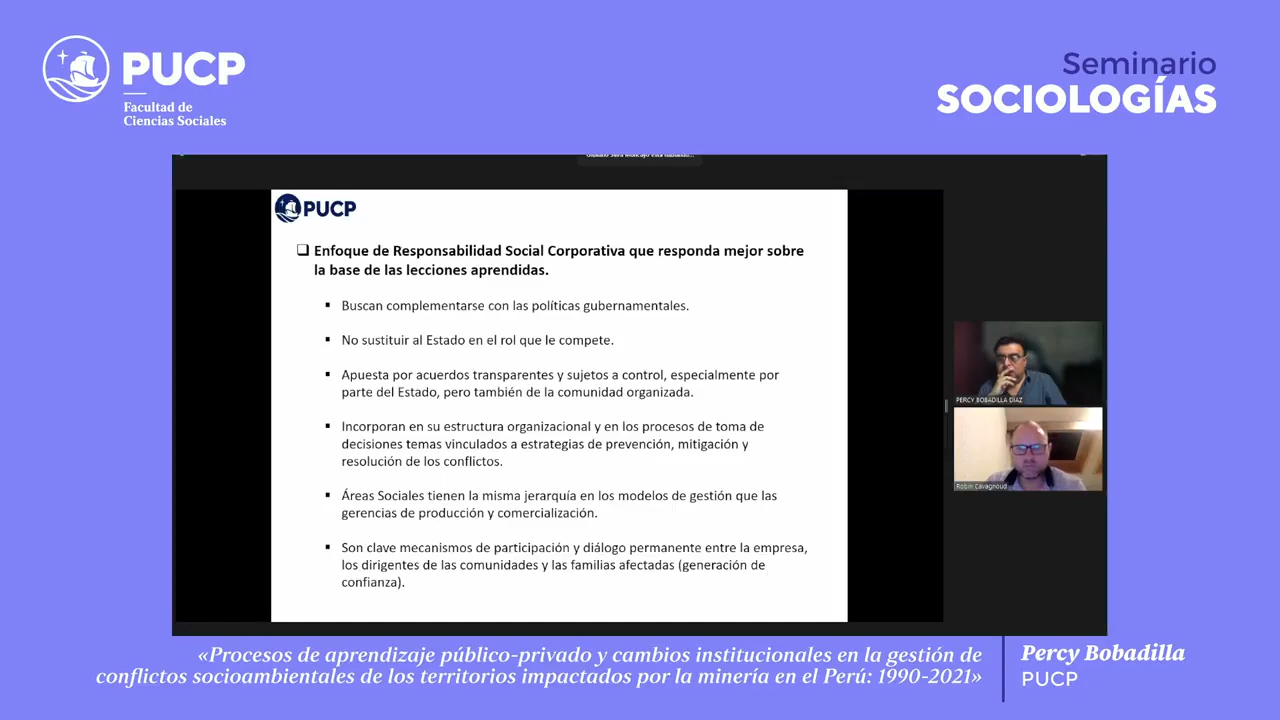 PUCP
Facultad de
Ciencias Sociales
Seminario
SOCIOLOGÍAS
PUCP
❑ Enfoque de Responsabilidad Social Corporativa que responda mejor sobre
la base de las lecciones aprendidas.
▪ Buscan complementarse con las políticas gubernamentales.
▪ No sustituir al Estado en el rol que le compete.
▪ Apuesta por acuerdos transparentes y sujetos a control, especialmente por
parte del Estado, pero también de la comunidad organizada.
▪ Incorporan en su estructura organizacional y en los procesos de toma de
decisiones temas vinculados a estrategias de prevención, mitigación y
resolución de los conflictos.
▪ Áreas Sociales tienen la misma jerarquía en los modelos de gestión que las
gerencias de producción y comercialización.
▪ Son clave mecanismos de participación y diálogo permanente entre la empresa,
los dirigentes de las comunidades y las familias afectadas (generación de
confianza).
PERCY BOBADILLA DIAZ
Robin Cavagnoud
«Procesos de aprendizaje público-privado y cambios institucionales en la gestión de
conflictos socioambientales de los territorios impactados por la minería en el Perú: 1990-2021»
Percy Bobadilla
PUCP